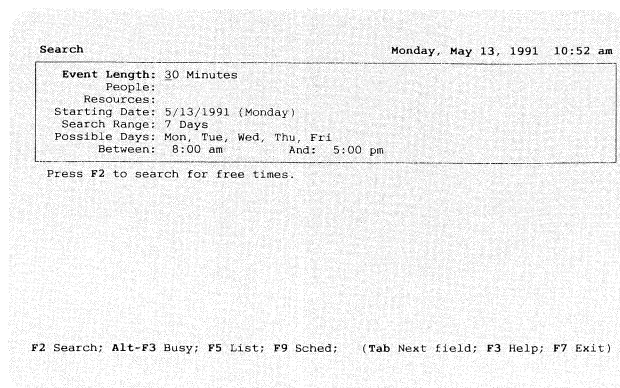 Search Monday, May 13, 1991 10:52 am
Event Length: 30 Minutes
People:
Resources:
Starting Date: 5/13/1991 (Monday)
Search Range: 7 Days
Possible Days: Mon, Tue, Wed, Thu, Fri
Between: 8:00 am And: 5:00 pm
Press F2 to search for free times.
F2 Search; Alt-F3 Busy; F5 List; F9 Sched; (Tab Next field; F3 Help; F7 Exit)